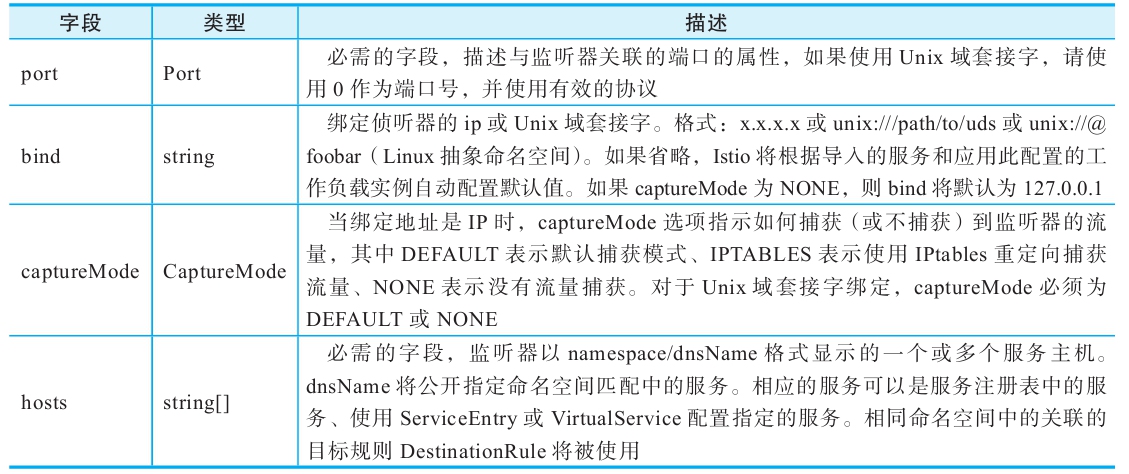 字段 类型 描述
port Port 必需的字段，描述与监听器关联的端口的属性，如果使用 Unix 域套接字，请使
用 0 作为端口号，并使用有效的协议
bind string 绑定侦听器的 ip 或 Unix 域套接字。格式：x.x.x.x 或 unix:///path/to/uds 或 unix://@
foobar（Linux 抽象命名空间）。如果省略，Istio 将根据导入的服务和应用此配置的工
作负载实例自动配置默认值。如果 captureMode 为 NONE，则 bind 将默认为 127.0.0.1
captureMode CaptureMode 当绑定地址是 IP 时，captureMode 选项指示如何捕获（或不捕获）到监听器的流
量，其中 DEFAULT 表示默认捕获模式、IPTABLES 表示使用 IPtables 重定向捕获
流量、NONE 表示没有流量捕获。对于 Unix 域套接字绑定，captureMode 必须为
DEFAULT 或 NONE
hosts string[] 必需的字段，监听器以 namespace/dnsName 格式显示的一个或多个服务主机。
dnsName 将公开指定命名空间匹配中的服务。相应的服务可以是服务注册表中的服
务、使用 ServiceEntry 或 VirtualService 配置指定的服务。相同命名空间中的关联的
目标规则 DestinationRule 将被使用